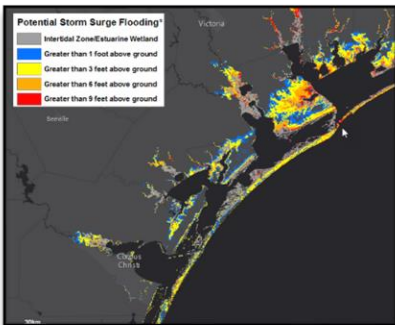 Potential Storm Surge Flooding*
Intertidal Zone/Estuarine Wetland
Greater than 1 foot above ground
Greater than 3 feet above ground
Greater than 6 feet above ground
Greater than 9 feet above ground
Victoria
Beeville
Corpus
Christi